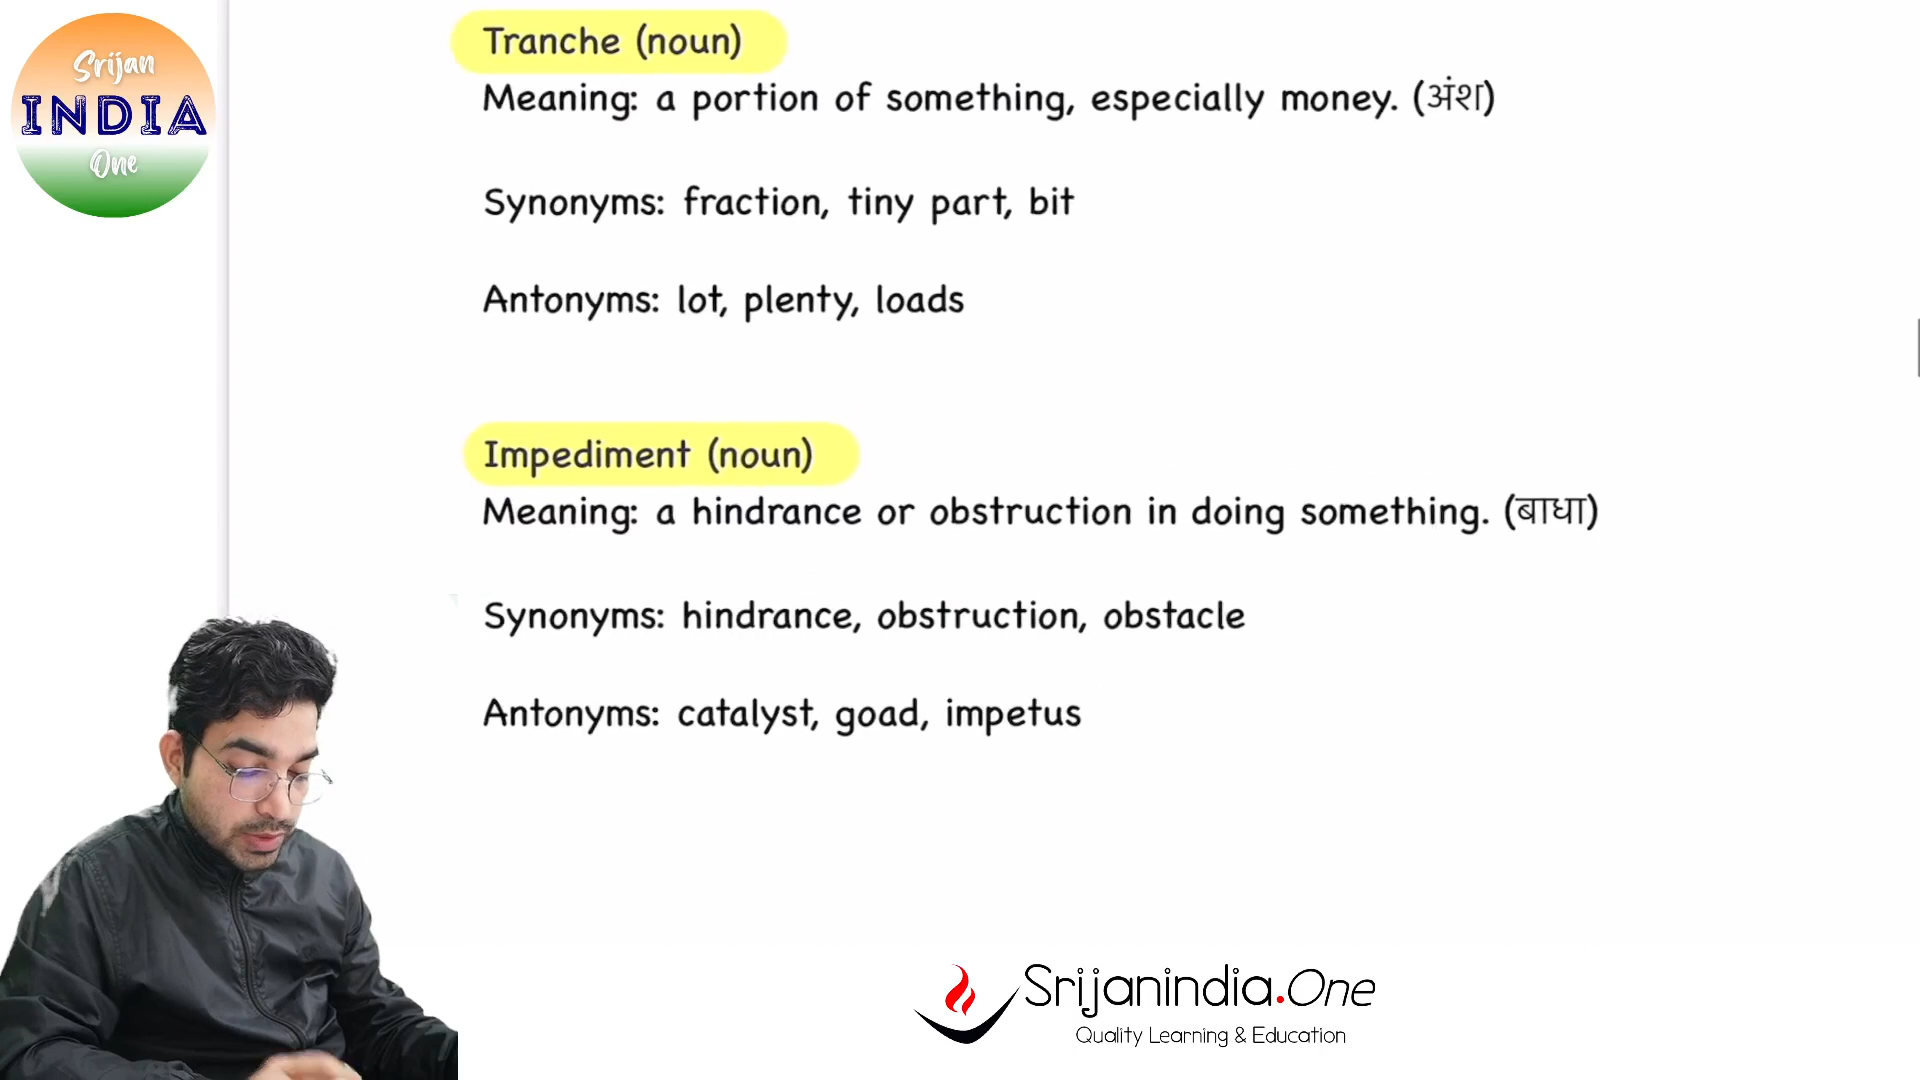 Srijan
INDIA
One
Tranche (noun)
Meaning: a portion of something, especially money. (अंश)
Synonyms: fraction, tiny part, bit
Antonyms: lot, plenty, loads
Impediment (noun)
Meaning: a hindrance or obstruction in doing something. (बाधा)
Synonyms: hindrance, obstruction, obstacle
Antonyms: catalyst, goad, impetus
Srijanindia.One
Quality Learning & Education